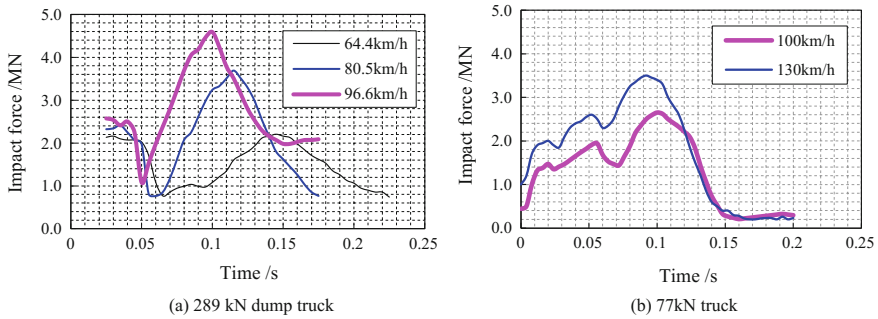 Impact force /MN
5.0
4.0
3.0
2.0
1.0
0.0
0
0.05
0.1
0.15
0.2
0.25
Time /s
64.4km/h
80.5km/h
96.6km/h
(a) 289 kN dump truck
Impact force /MN
5.0
4.0
3.0
2.0
1.0
0.0
0
0.05
0.1
0.15
0.2
0.25
Time /s
100km/h
130km/h
(b) 77kN truck